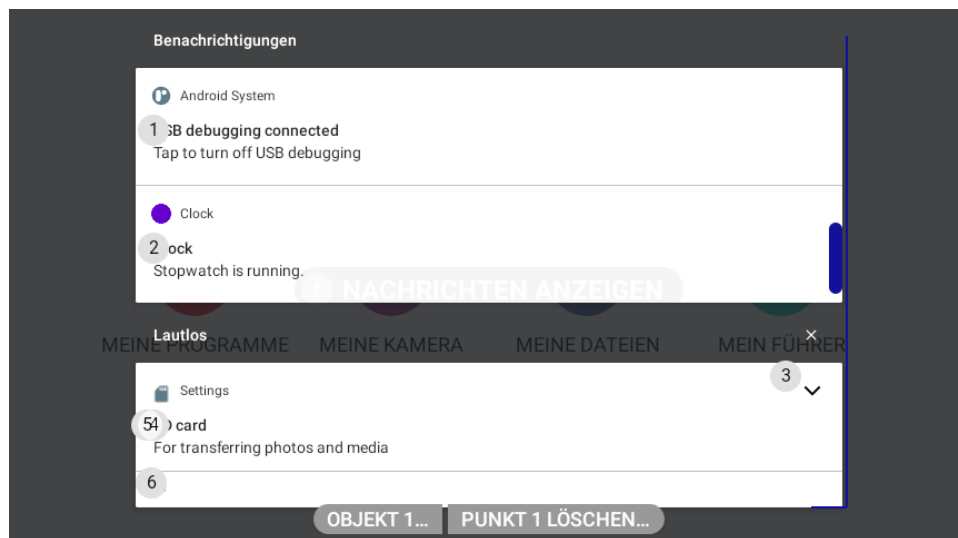 Benachrichtigungen
Android System
1 SB debugging connected
Tap to turn off USB debugging
Clock
2 ock
Stopwatch is running.
NACHRICHTEN ANZEIGEN
Lautlos
MEINE PROGRAMME MEINE KAMERA MEINE DATEIEN MEIN FÜHRER
3
Settings
54 card
For transferring photos and media
6
OBJEKT 1... PUNKT 1 LÖSCHEN...